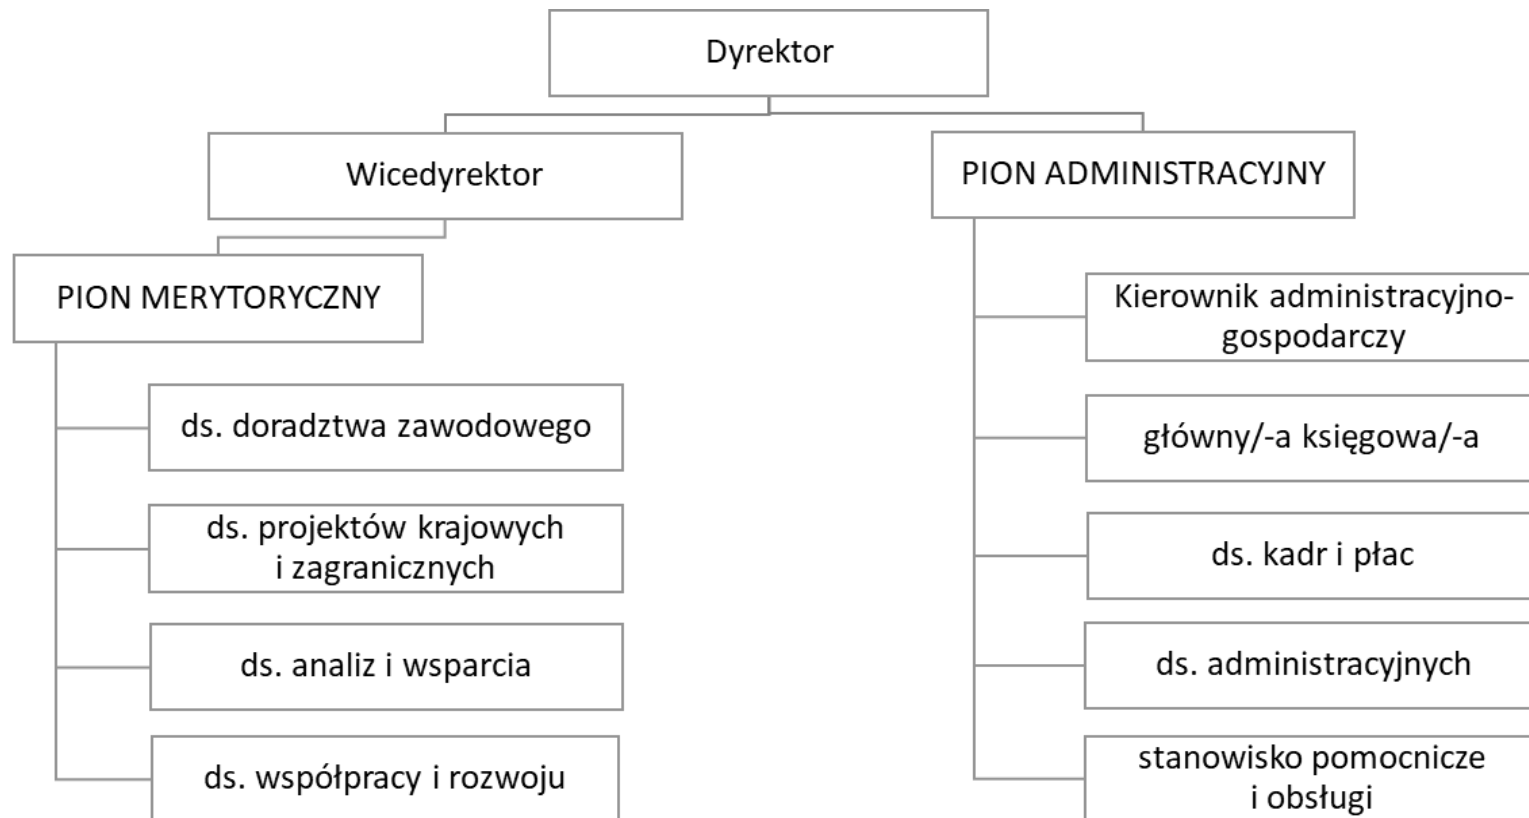 Dyrektor
Wicedyrektor
PION ADMINISTRACYJNY
PION MERYTORYCZNY
ds. doradztwa zawodowego
ds. projektów krajowych
i zagranicznych
ds. analiz i wsparcia
ds. współpracy i rozwoju
Kierownik administracyjno-
gospodarczy
główny/-a księgowa/-a
ds. kadr i płac
ds. administracyjnych
stanowisko pomocnicze
i obsługi